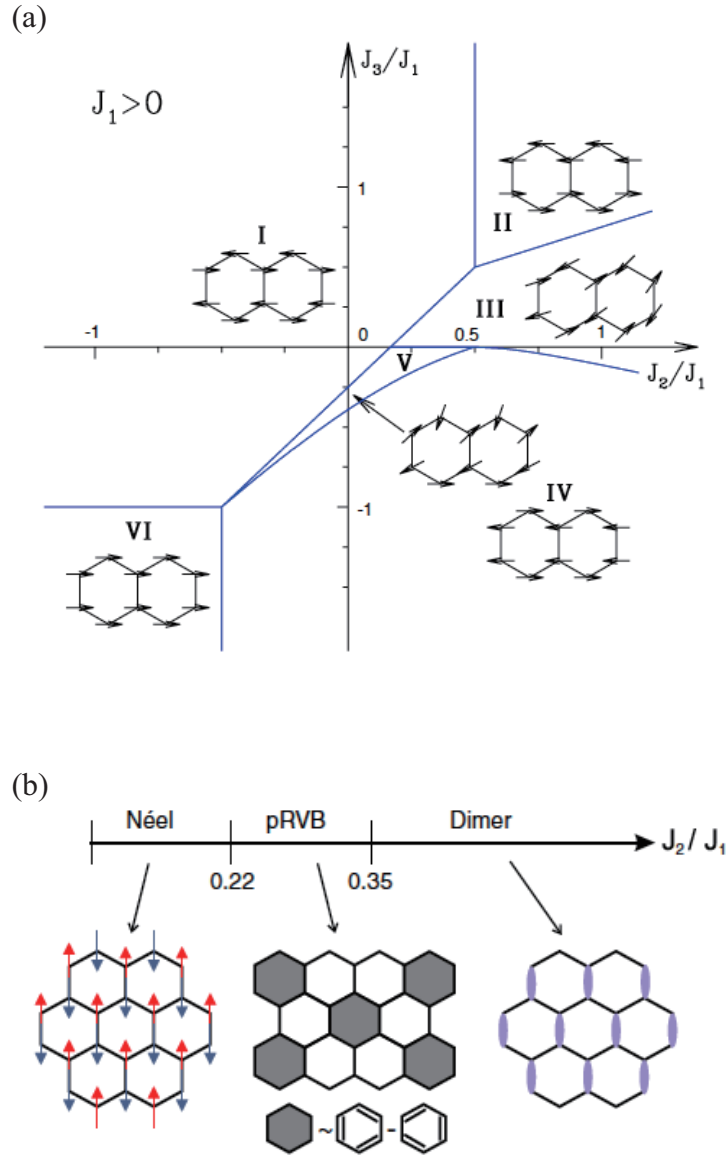 (a)
J₃/J₁
J₁>0
1
II
I
III
-1
0
0.5
1
V
J₂/J₁
IV
-1
VI
(b)
Néel pRVB Dimer
J₂/ J₁
0.22 0.35
~ -